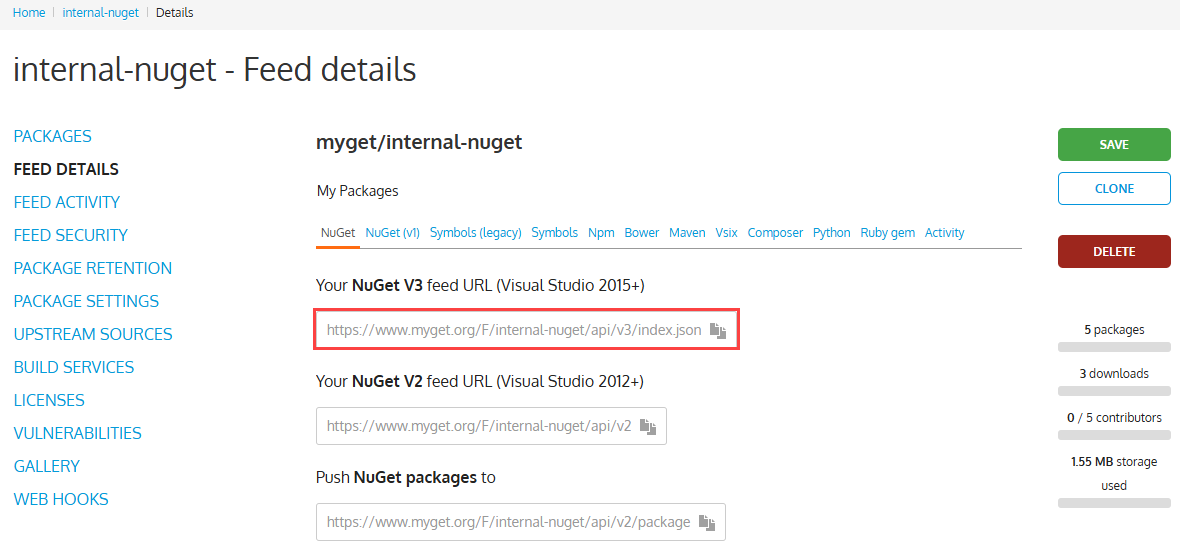 Home | internal-nuget | Details
internal-nuget - Feed details
PACKAGES
FEED DETAILS
FEED ACTIVITY
FEED SECURITY
PACKAGE RETENTION
PACKAGE SETTINGS
UPSTREAM SOURCES
BUILD SERVICES
LICENSES
VULNERABILITIES
GALLERY
WEB HOOKS
myget/internal-nuget
My Packages
NuGet NuGet (v1) Symbols (legacy) Symbols Npm Bower Maven Vsix Composer Python Ruby gem Activity
Your NuGet V3 feed URL (Visual Studio 2015+)
https://www.myget.org/F/internal-nuget/api/v3/index.json
Your NuGet V2 feed URL (Visual Studio 2012+)
https://www.myget.org/F/internal-nuget/api/v2
Push NuGet packages to
https://www.myget.org/F/internal-nuget/api/v2/package
SAVE
CLONE
DELETE
5 packages
3 downloads
0 / 5 contributors
1.55 MB storage
used